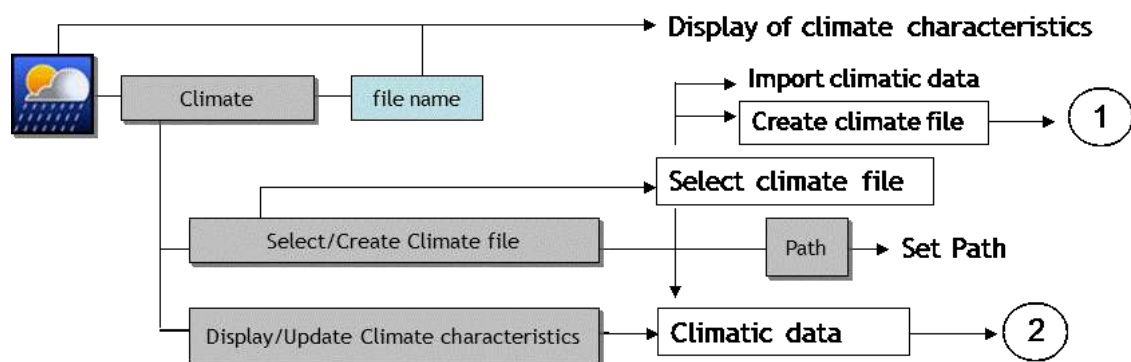 Display of climate characteristics
Import climatic data
Climate
file name
Create climate file
1
Select climate file
Select/Create Climate file
Path
Set Path
Display/Update Climate characteristics
Climatic data
2